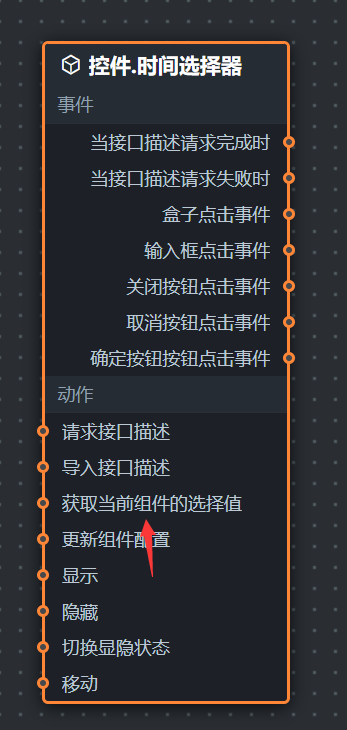 控件.时间选择器
事件
当接口描述请求完成时
当接口描述请求失败时
盒子点击事件
输入框点击事件
关闭按钮点击事件
取消按钮点击事件
确定按钮按钮点击事件
动作
请求接口描述
导入接口描述
获取当前组件的选择值
更新组件配置
显示
隐藏
切换显隐状态
移动